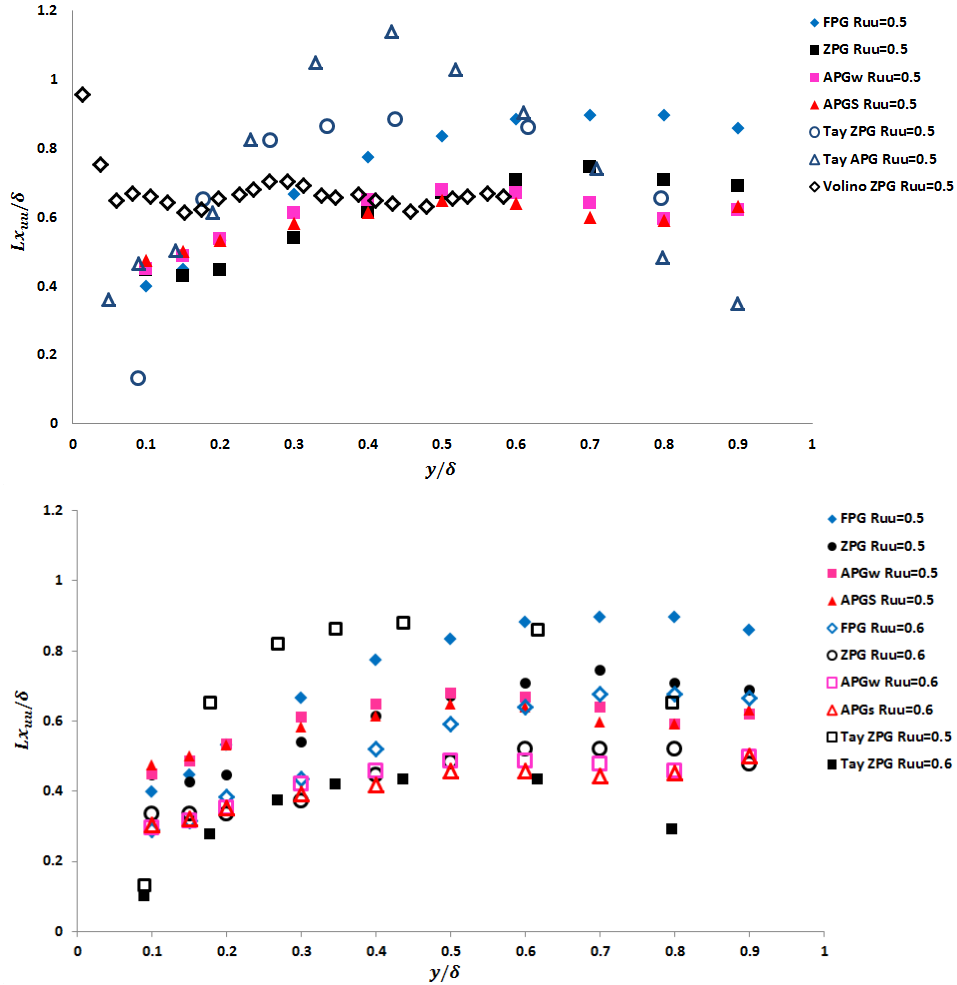 1.2
1
0.8
0.6
0.4
0.2
0
Lx_uu/δ
0 0.1 0.2 0.3 0.4 0.5 0.6 0.7 0.8 0.9 1
y/δ
FPG Ruu=0.5
ZPG Ruu=0.5
APGw Ruu=0.5
APGS Ruu=0.5
Tay ZPG Ruu=0.5
Tay APG Ruu=0.5
Volino ZPG Ruu=0.5
1.2
1
0.8
0.6
0.4
0.2
0
Lx_uu/δ
0 0.1 0.2 0.3 0.4 0.5 0.6 0.7 0.8 0.9 1
y/δ
FPG Ruu=0.5
ZPG Ruu=0.5
APGw Ruu=0.5
APGS Ruu=0.5
FPG Ruu=0.6
ZPG Ruu=0.6
APGw Ruu=0.6
APGs Ruu=0.6
Tay ZPG Ruu=0.5
Tay ZPG Ruu=0.6